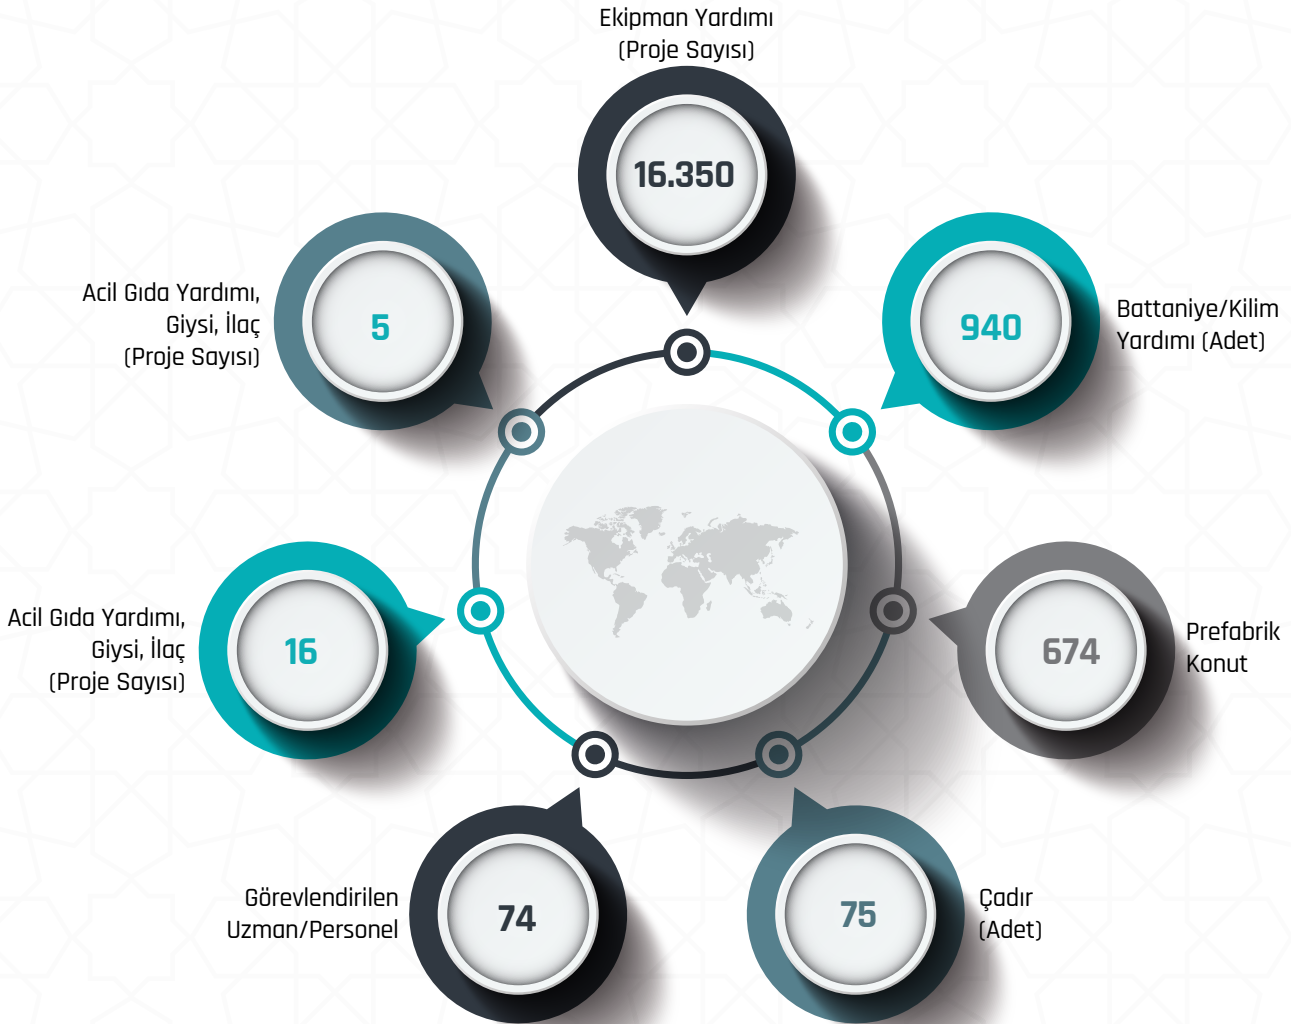 Ekipman Yardımı
(Proje Sayısı)
16.350
Battaniye/Kilim
Yardımı (Adet)
940
Prefabrik
Konut
674
Çadır
(Adet)
75
Görevlendirilen
Uzman/Personel
74
Acil Gıda Yardımı,
Giysi, İlaç
(Proje Sayısı)
16
Acil Gıda Yardımı,
Giysi, İlaç
(Proje Sayısı)
5